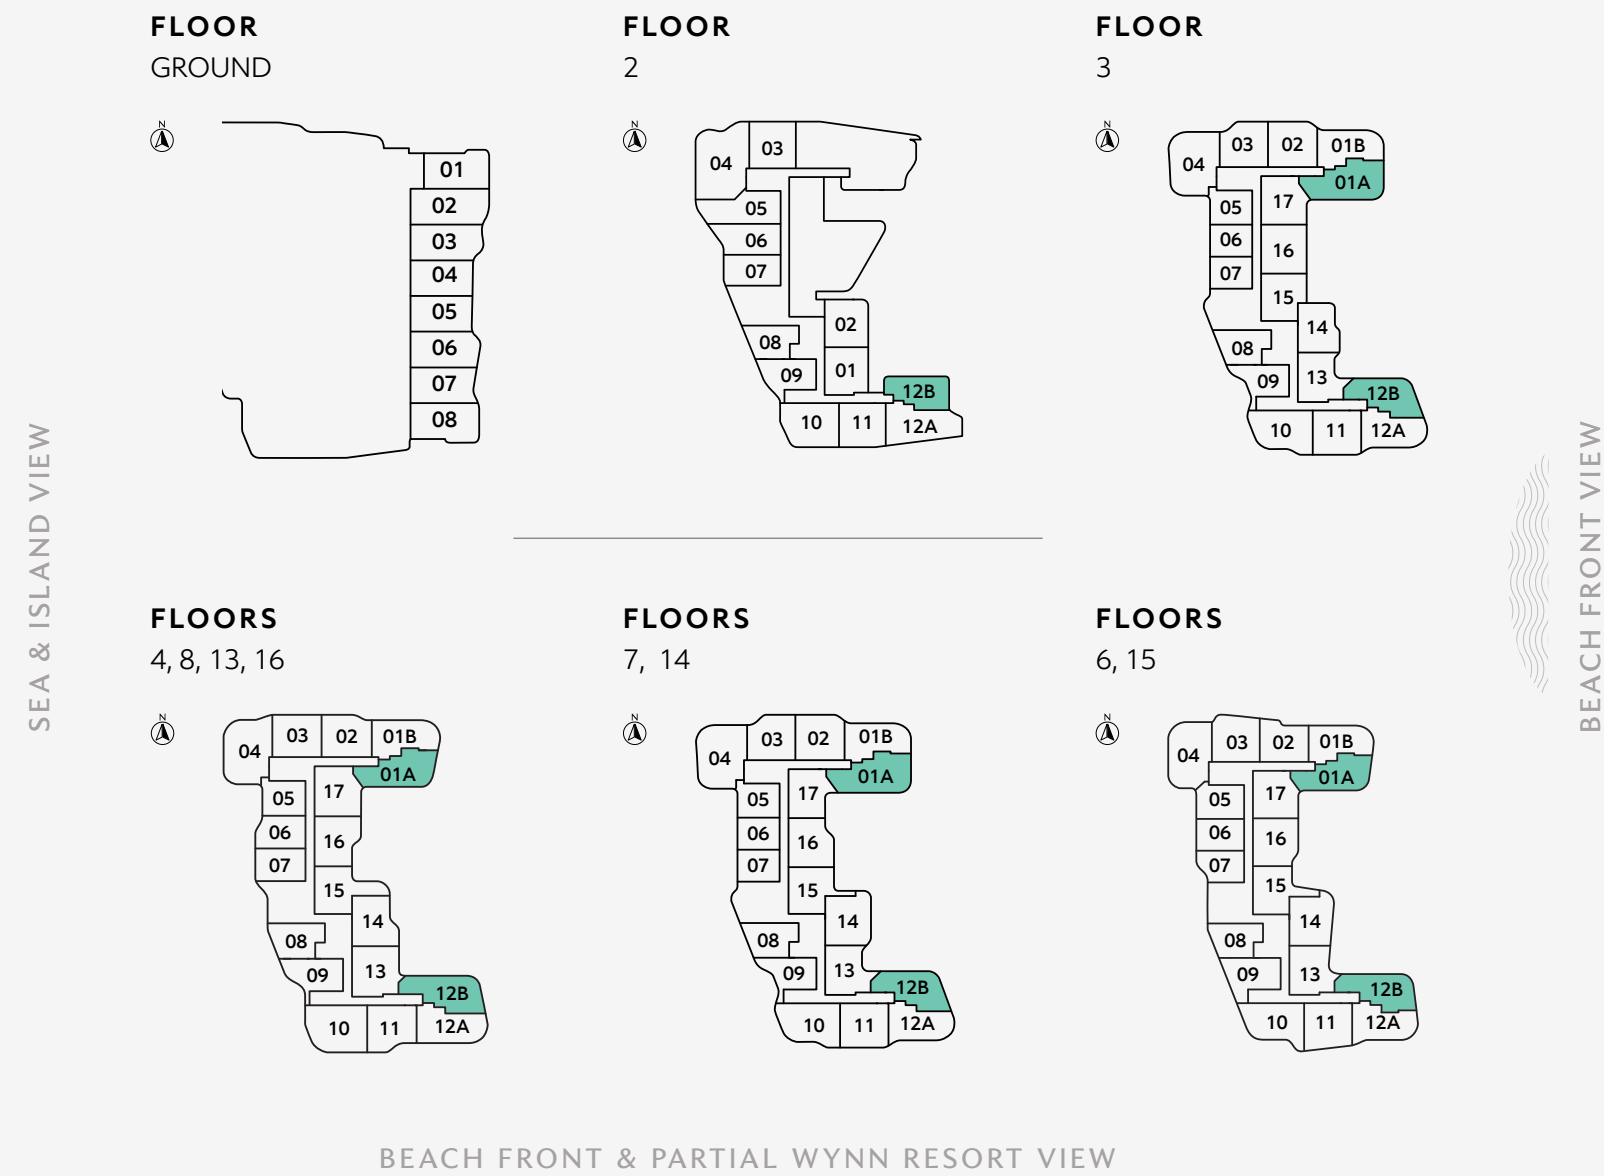 FLOOR
GROUND
N
01
02
03
04
05
06
07
08
FLOOR
2
N
03
04
05
06
07
02
08
01
09
12B
10
11
12A
FLOOR
3
N
03
02
01B
04
01A
17
05
06
16
07
15
14
08
13
09
12B
10
11
12A
SEA & ISLAND VIEW
BEACH FRONT VIEW
FLOORS
4, 8, 13, 16
N
03
02
01B
04
01A
17
05
06
16
07
15
14
08
13
09
12B
10
11
12A
FLOORS
7, 14
N
03
02
01B
04
01A
17
05
06
16
07
15
14
08
13
09
12B
10
11
12A
FLOORS
6, 15
N
03
02
01B
04
01A
17
05
06
16
07
15
14
08
13
09
12B
10
11
12A
BEACH FRONT & PARTIAL WYNN RESORT VIEW